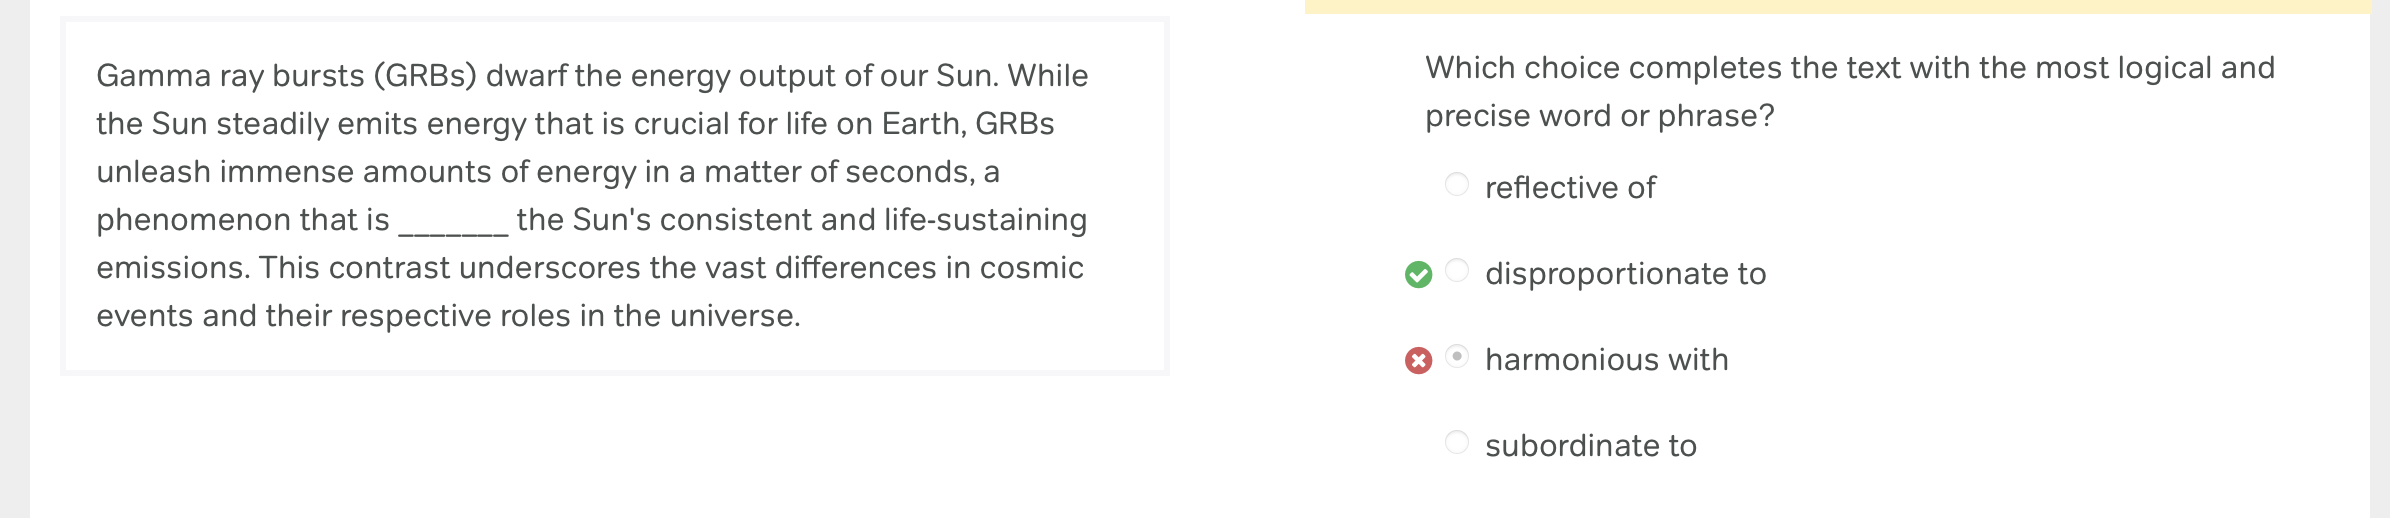 Gamma ray bursts (GRBs) dwarf the energy output of our Sun. While
the Sun steadily emits energy that is crucial for life on Earth, GRBs
unleash immense amounts of energy in a matter of seconds, a
phenomenon that is _______ the Sun's consistent and life-sustaining
emissions. This contrast underscores the vast differences in cosmic
events and their respective roles in the universe.
Which choice completes the text with the most logical and
precise word or phrase?
reflective of
disproportionate to
harmonious with
subordinate to